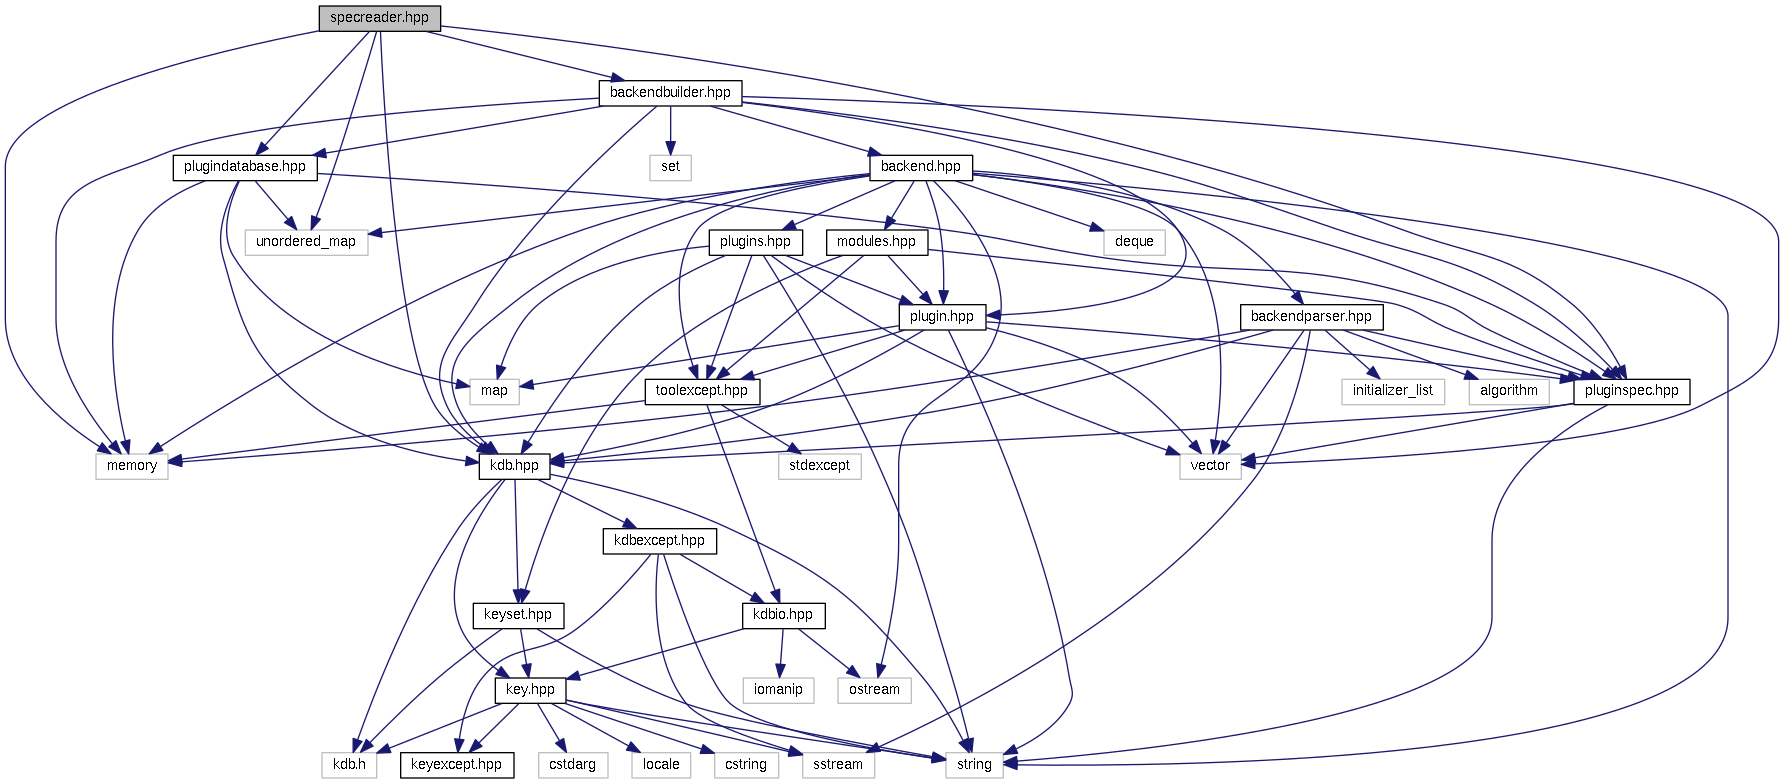 specreader.hpp
backendbuilder.hpp
plugindatabase.hpp
set
backend.hpp
unordered_map
plugins.hpp
modules.hpp
deque
plugin.hpp
backendparser.hpp
map
toolexcept.hpp
initializer_list
algorithm
pluginspec.hpp
memory
kdb.hpp
stdexcept
vector
kdbexcept.hpp
keyset.hpp
kdbio.hpp
key.hpp
iomanip
ostream
kdb.h
keyexcept.hpp
cstdarg
locale
cstring
sstream
string